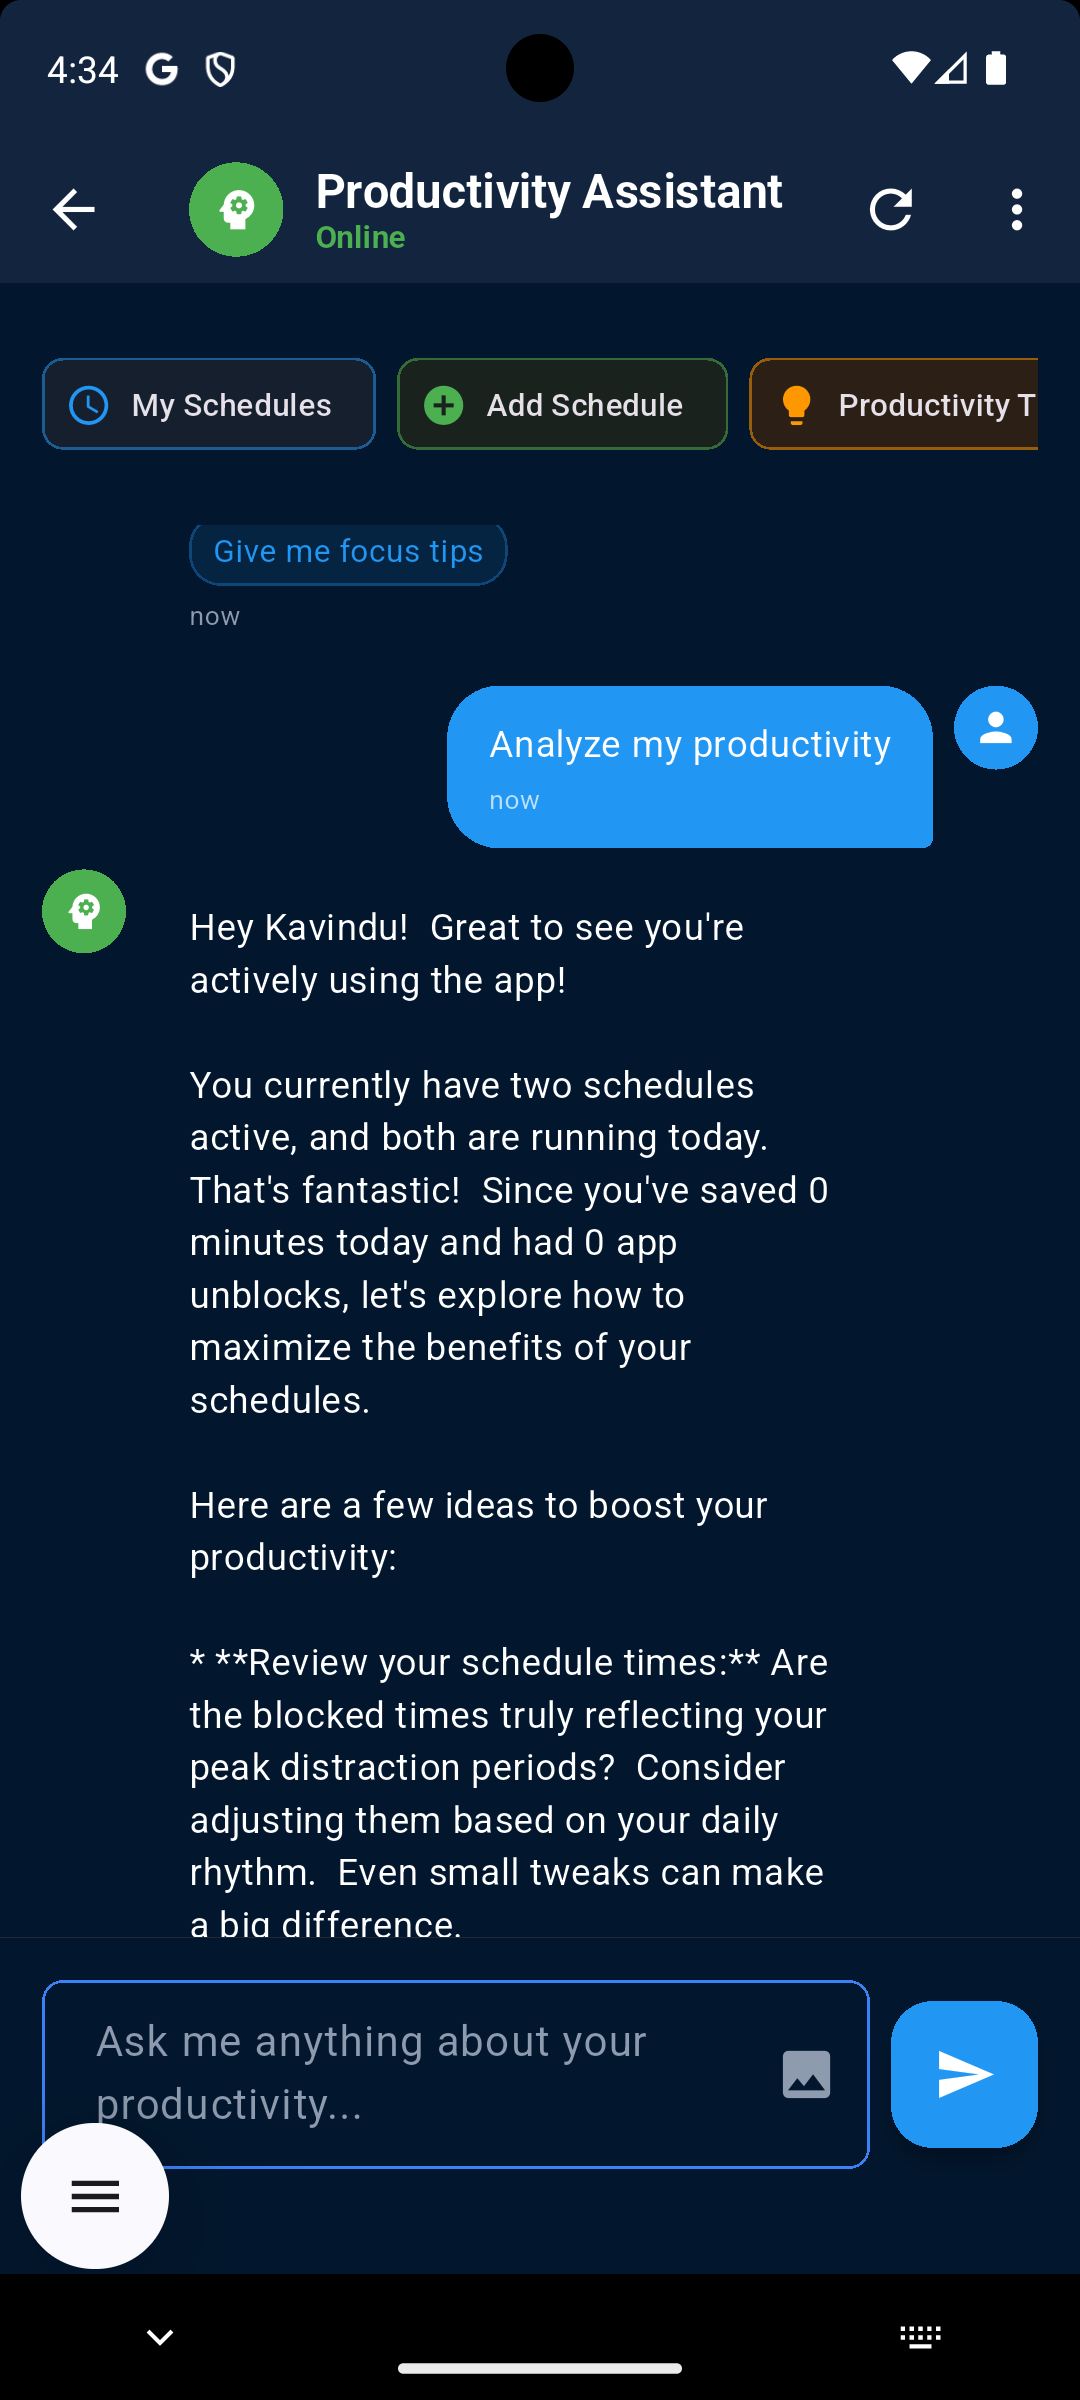 4:34
Productivity Assistant
Online
My Schedules
Add Schedule
Productivity T
Give me focus tips
now
Analyze my productivity
now
Hey Kavindu!  Great to see you're
actively using the app!
You currently have two schedules
active, and both are running today.
That's fantastic!  Since you've saved 0
minutes today and had 0 app
unblocks, let's explore how to
maximize the benefits of your
schedules.
Here are a few ideas to boost your
productivity:
* **Review your schedule times:** Are
the blocked times truly reflecting your
peak distraction periods?  Consider
adjusting them based on your daily
rhythm.  Even small tweaks can make
a big difference.
Ask me anything about your
productivity...